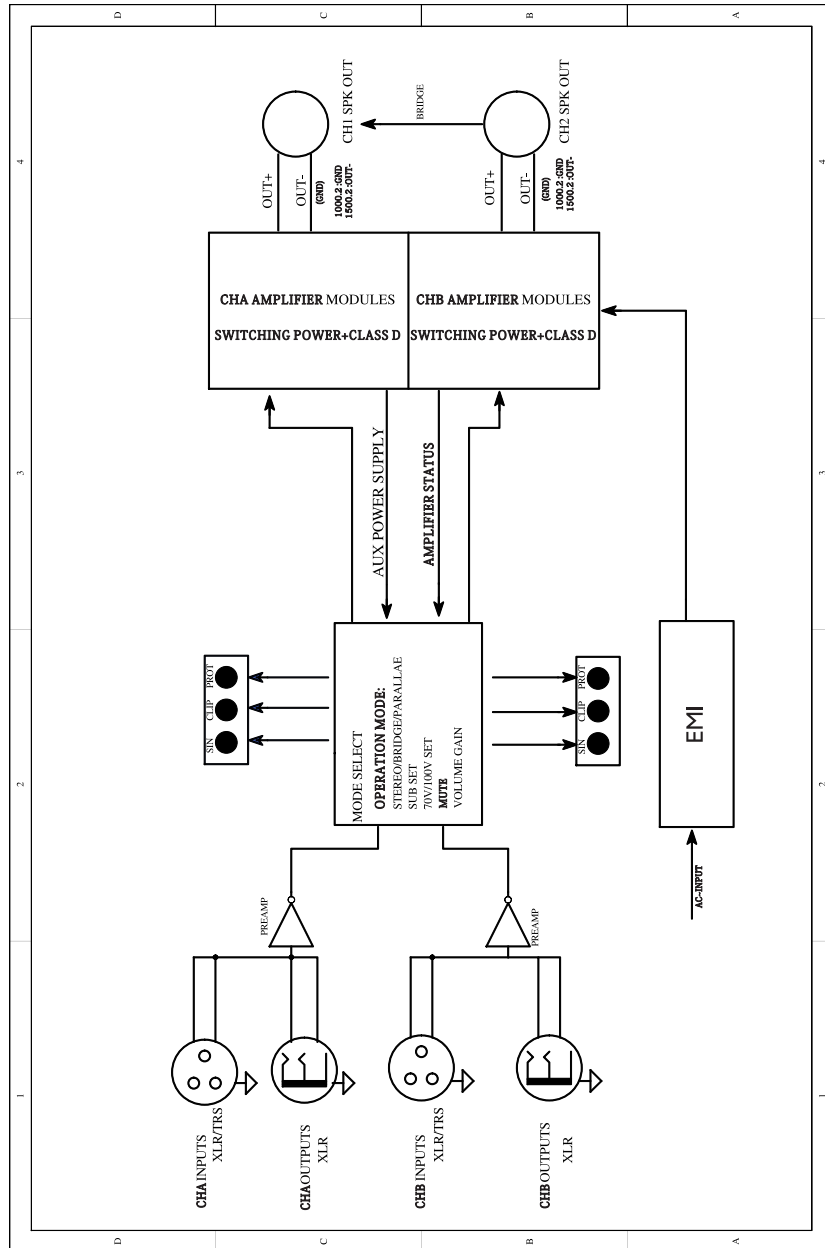 D
C
B
A
4
4
CH1 SPK OUT
BRIDGE
CH2 SPK OUT
OUT+
OUT-
(GND)
1000.2:GND
1500.2:OUT-
OUT+
OUT-
(GND)
1000.2:GND
1500.2:OUT-
CHA AMPLIFIER MODULES
SWITCHING POWER+CLASS D
CHB AMPLIFIER MODULES
SWITCHING POWER+CLASS D
3
3
AUX POWER SUPPLY
AMPLIFIER STATUS
SIN
CLIP
PROT
MODE SELECT
OPERATION MODE:
STEREO/BRIDGE/PARALLAE
SUB SET
70V/100V SET
MUTE
VOLUME GAIN
SIN
CLIP
PROT
EMI
2
2
AC-INPUT
PREAMP
PREAMP
1
1
CHA INPUTS
XLR/TRS
CHA OUTPUTS
XLR
CHB INPUTS
XLR/TRS
CHB OUTPUTS
XLR
D
C
B
A